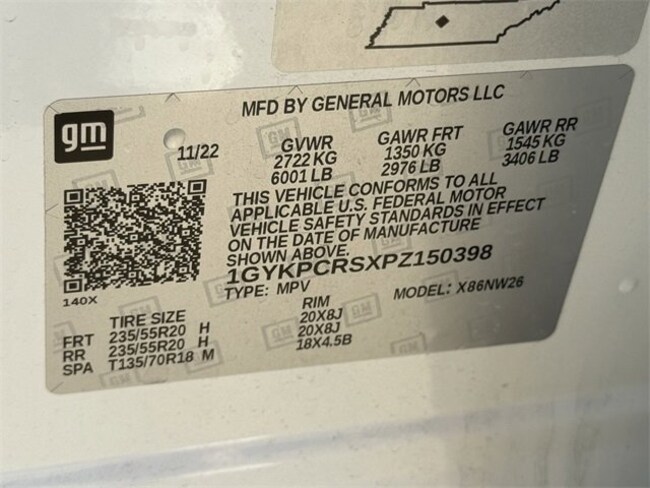 MFD BY GENERAL MOTORS LLC
gm
11/22
GVWR GAWR FRT GAWR RR
2722 KG 1350 KG 1545 KG
6001 LB 2976 LB 3406 LB
THIS VEHICLE CONFORMS TO ALL
APPLICABLE U.S. FEDERAL MOTOR
VEHICLE SAFETY STANDARDS IN EFFECT
ON THE DATE OF MANUFACTURE
SHOWN ABOVE.
1GYKPCRSXPZ150398
140X
TYPE: MPV MODEL: X86NW26
TIRE SIZE RIM
FRT 235/55R20 H 20X8J
RR 235/55R20 H 20X8J
SPA T135/70R18 M 18X4.5B